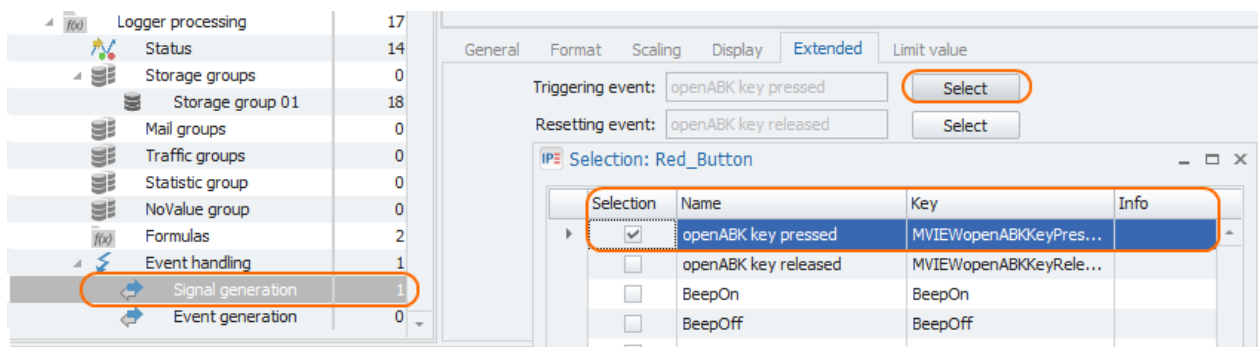 Logger processing 17
Status 14
Storage groups 0
Storage group 01 18
Mail groups 0
Traffic groups 0
Statistic group 0
NoValue group 0
f(x) Formulas 2
Event handling 1
Signal generation 1
Event generation 0
General Format Scaling Display Extended Limit value
Triggering event: openABK key pressed Select
Resetting event: openABK key released Select
IPE Selection: Red_Button
Selection Name Key Info
openABK key pressed MVIEWopenABKKeyPres...
openABK key released MVIEWopenABKKeyRele...
BeepOn BeepOn
BeepOff BeepOff